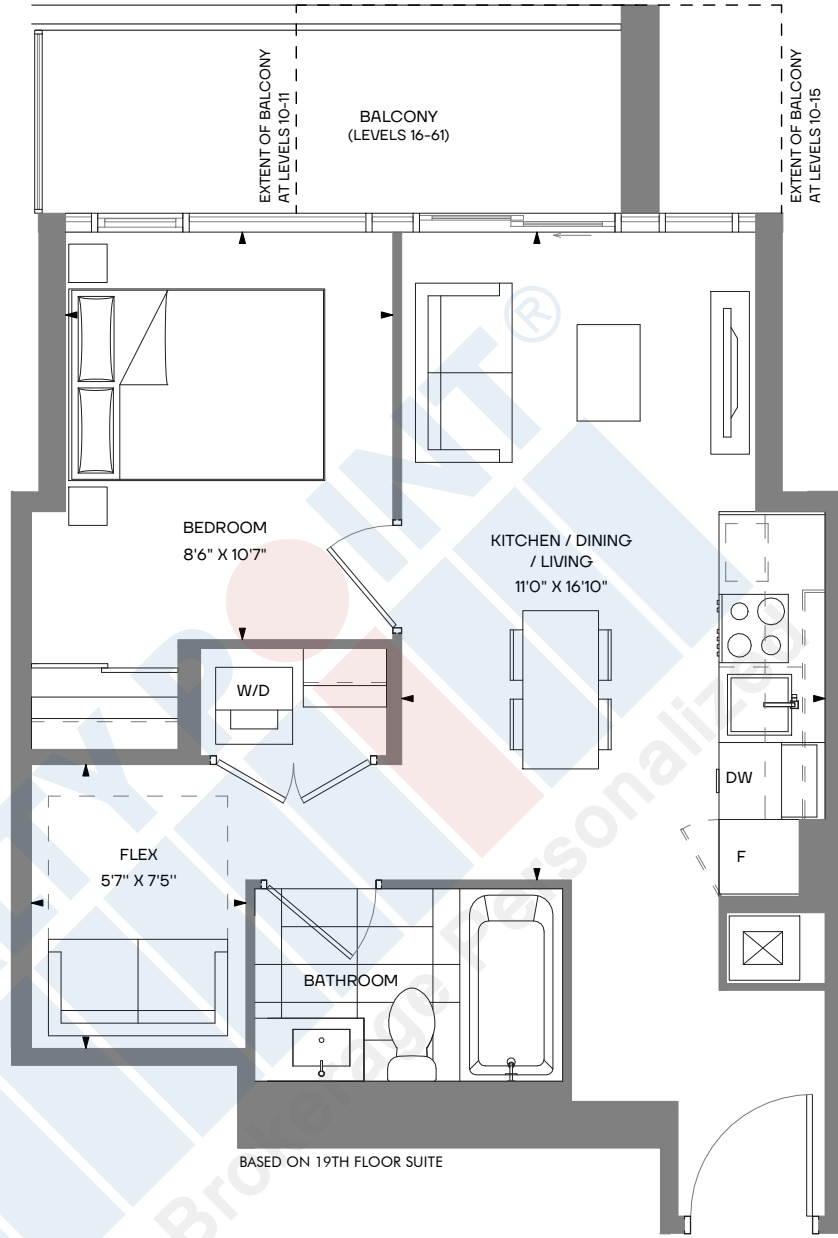 EXTENT OF BALCONY
AT LEVELS 10-11
BALCONY
(LEVELS 16-61)
EXTENT OF BALCONY
AT LEVELS 10-15
BEDROOM
8'6" X 10'7"
KITCHEN / DINING
/ LIVING
11'0" X 16'10"
W/D
DW
F
FLEX
5'7" X 7'5"
BATHROOM
BASED ON 19TH FLOOR SUITE
LTY POINT®
Brokerage Personalized